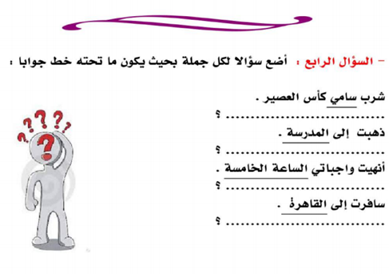 – السؤال الرابع : أضع سؤالا لكل جملة بحيث يكون ما تحته خط جوابا :
شرب سامي كأس العصير .
........................................ ؟
ذهبت إلى المدرسة .
........................................ ؟
أنهيت واجباتي الساعة الخامسة .
........................................ ؟
سافرت إلى القاهرة .
........................................ ؟
? ? ? ? ?
?